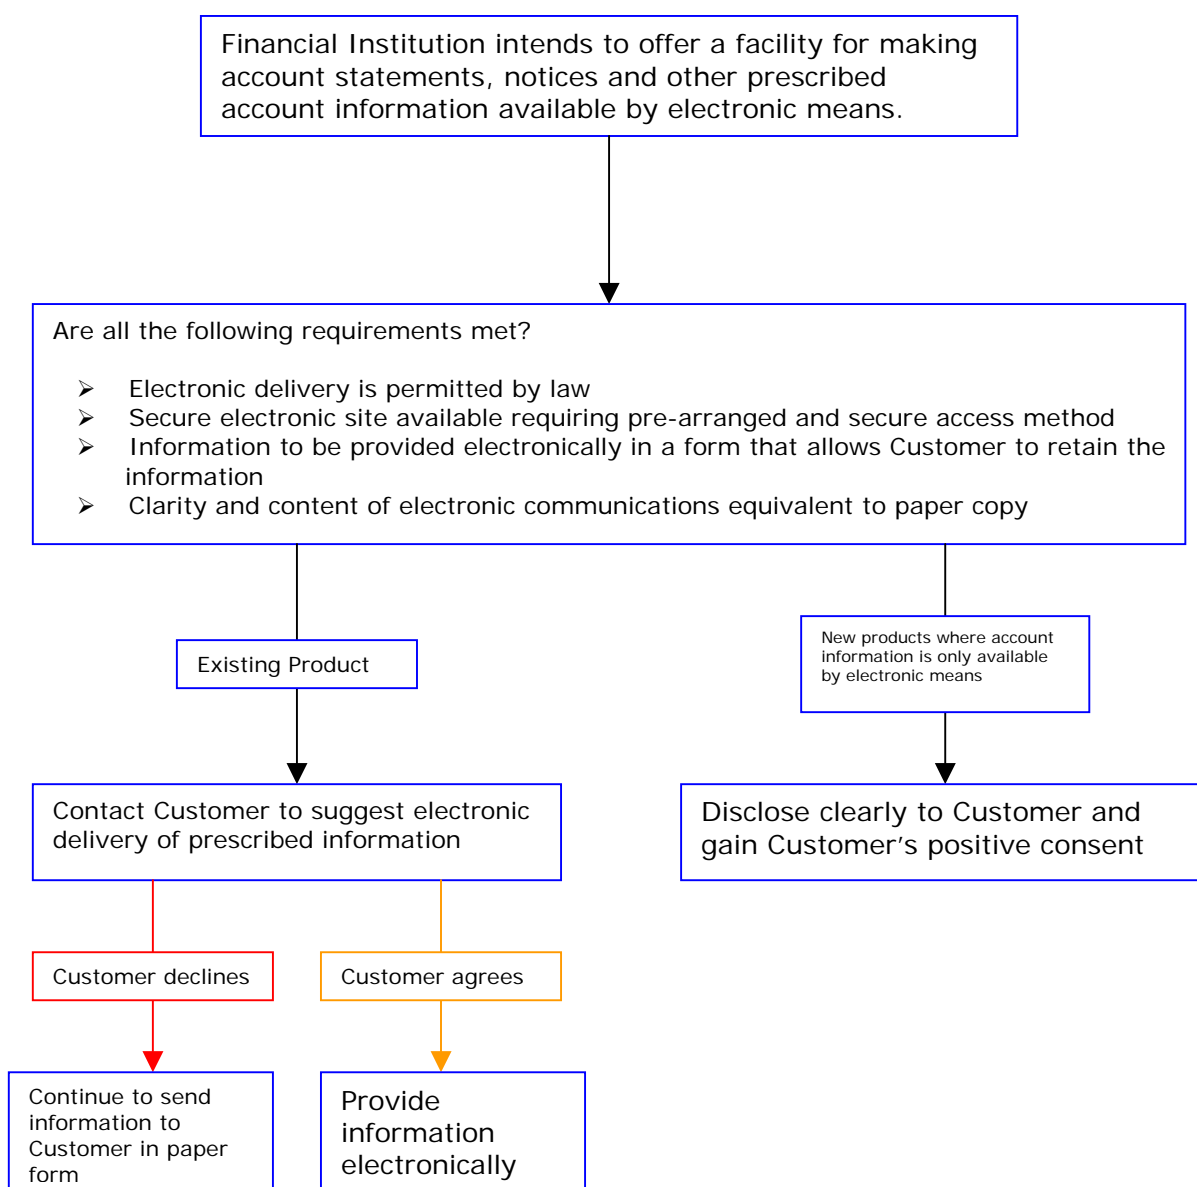 Financial Institution intends to offer a facility for making
account statements, notices and other prescribed
account information available by electronic means.
Are all the following requirements met?
➢ Electronic delivery is permitted by law
➢ Secure electronic site available requiring pre-arranged and secure access method
➢ Information to be provided electronically in a form that allows Customer to retain the
information
➢ Clarity and content of electronic communications equivalent to paper copy
Existing Product
New products where account
information is only available
by electronic means
Contact Customer to suggest electronic
delivery of prescribed information
Disclose clearly to Customer and
gain Customer’s positive consent
Customer declines
Customer agrees
Continue to send
information to
Customer in paper
form
Provide
information
electronically